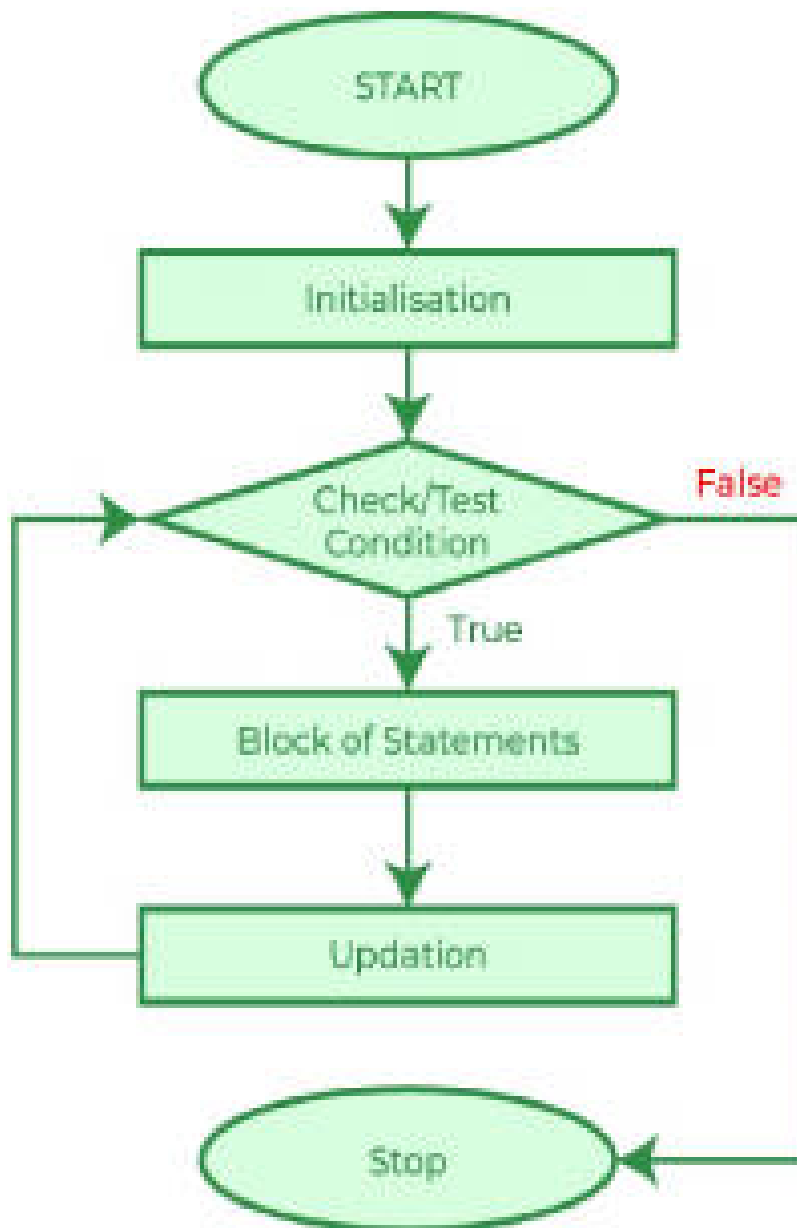 START
Initialisation
Check/Test
Condition
False
True
Block of Statements
Updation
Stop